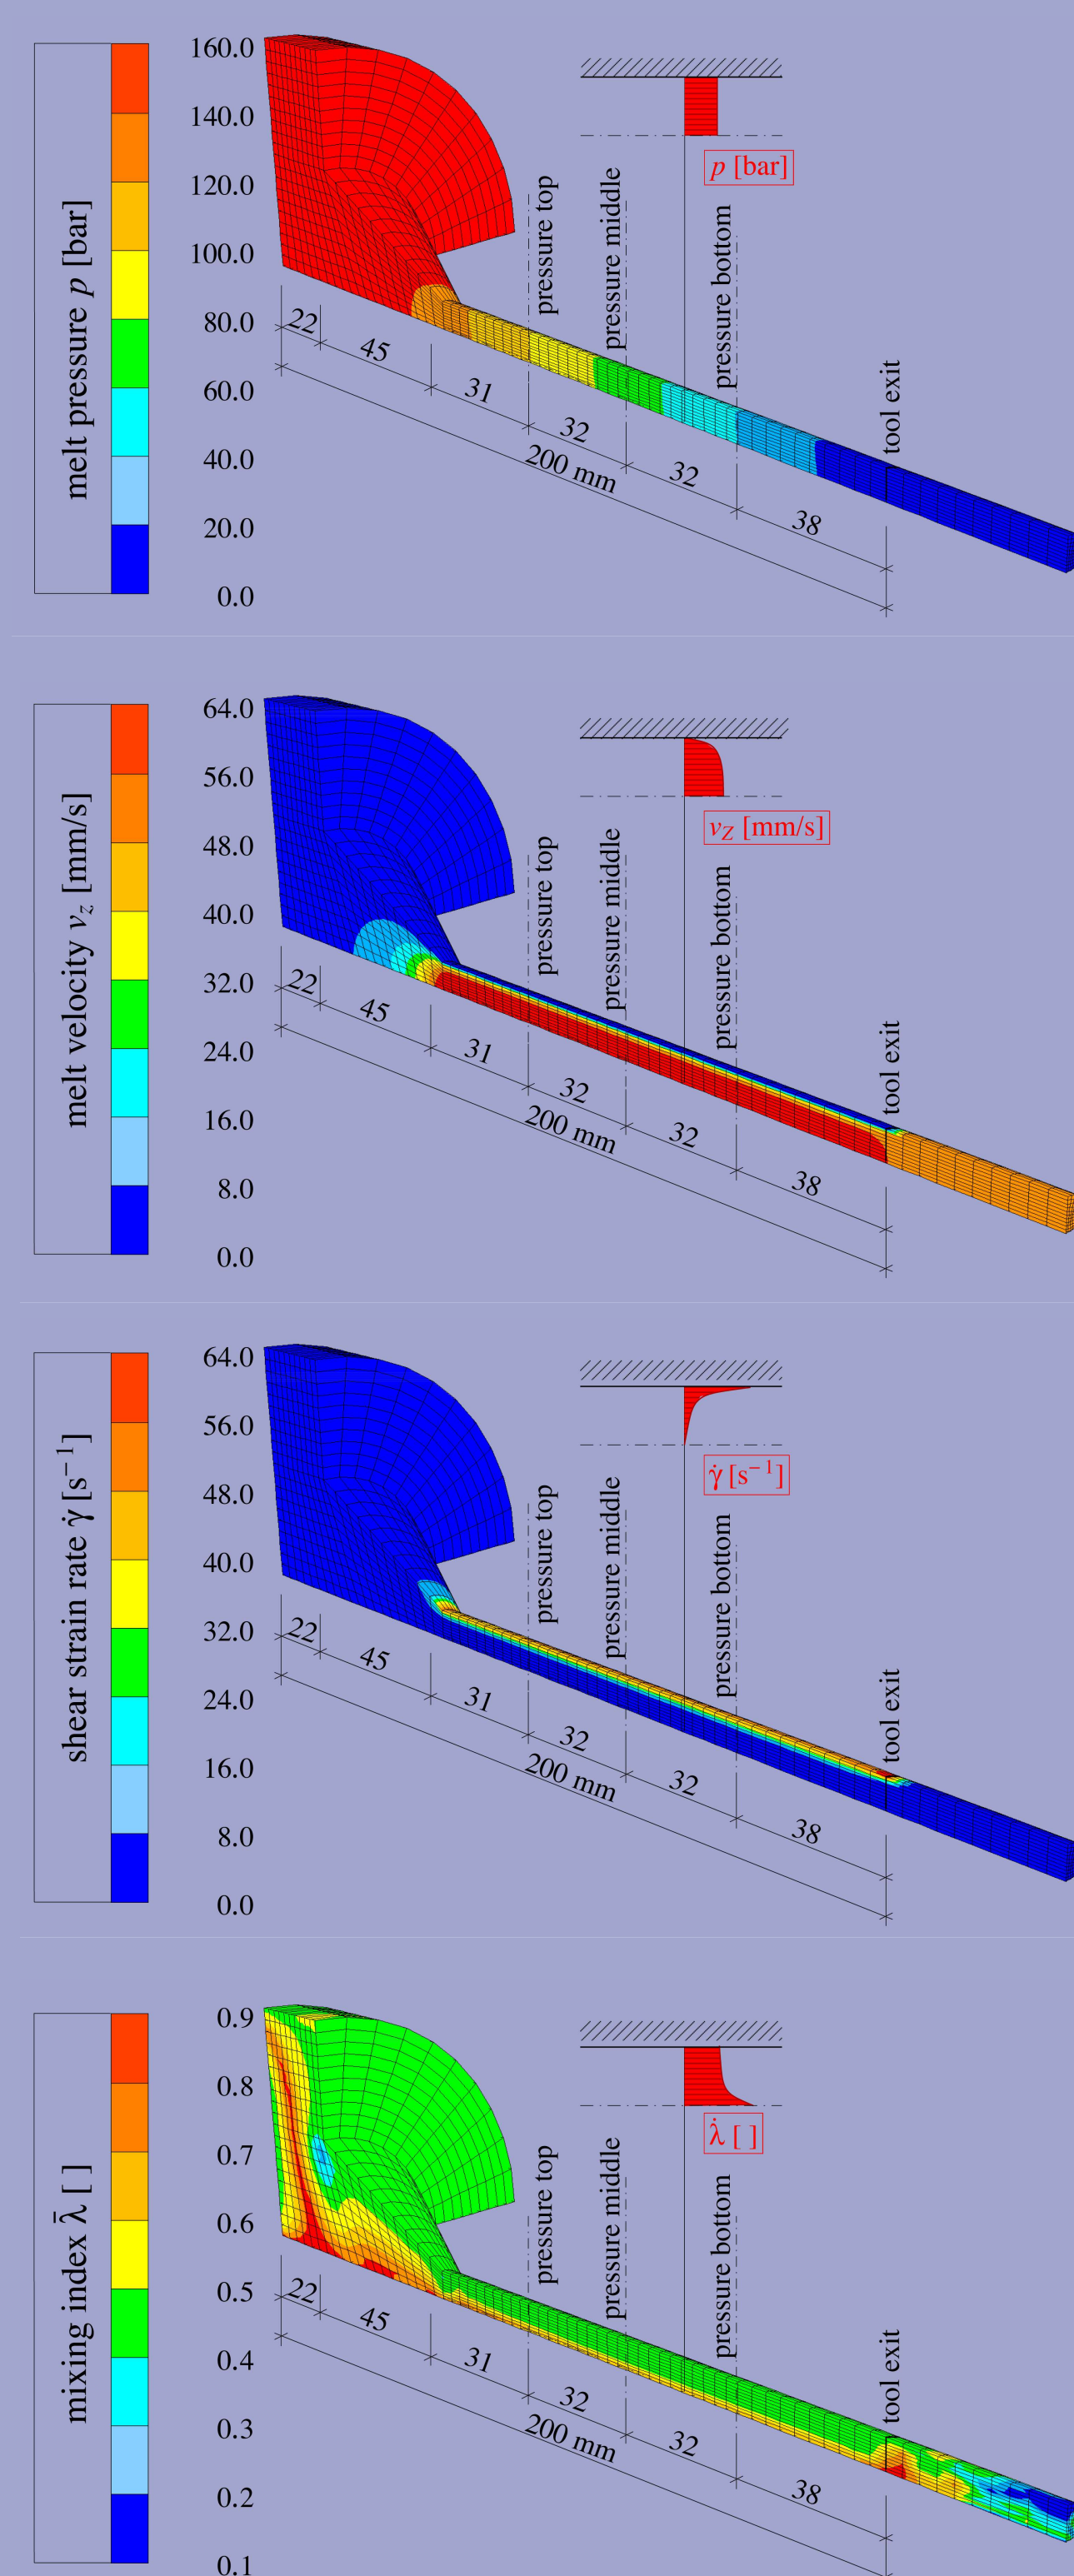 melt pressure p [bar]
160.0
140.0
120.0
100.0
80.0
60.0
40.0
20.0
0.0
p [bar]
pressure top
pressure middle
pressure bottom
tool exit
22
45
31
32
32
38
200 mm
melt velocity v_z [mm/s]
64.0
56.0
48.0
40.0
32.0
24.0
16.0
8.0
0.0
v_Z [mm/s]
pressure top
pressure middle
pressure bottom
tool exit
22
45
31
32
32
38
200 mm
shear strain rate γ̇ [s⁻¹]
64.0
56.0
48.0
40.0
32.0
24.0
16.0
8.0
0.0
γ̇ [s⁻¹]
pressure top
pressure middle
pressure bottom
tool exit
22
45
31
32
32
38
200 mm
mixing index λ̄ [ ]
0.9
0.8
0.7
0.6
0.5
0.4
0.3
0.2
0.1
λ̇ [ ]
pressure top
pressure middle
pressure bottom
tool exit
22
45
31
32
32
38
200 mm